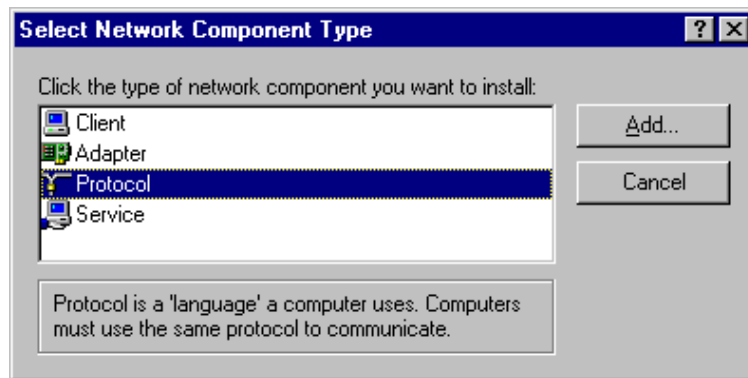 Select Network Component Type
Click the type of network component you want to install:
Client
Adapter
Protocol
Service
Add...
Cancel
Protocol is a 'language' a computer uses. Computers
must use the same protocol to communicate.